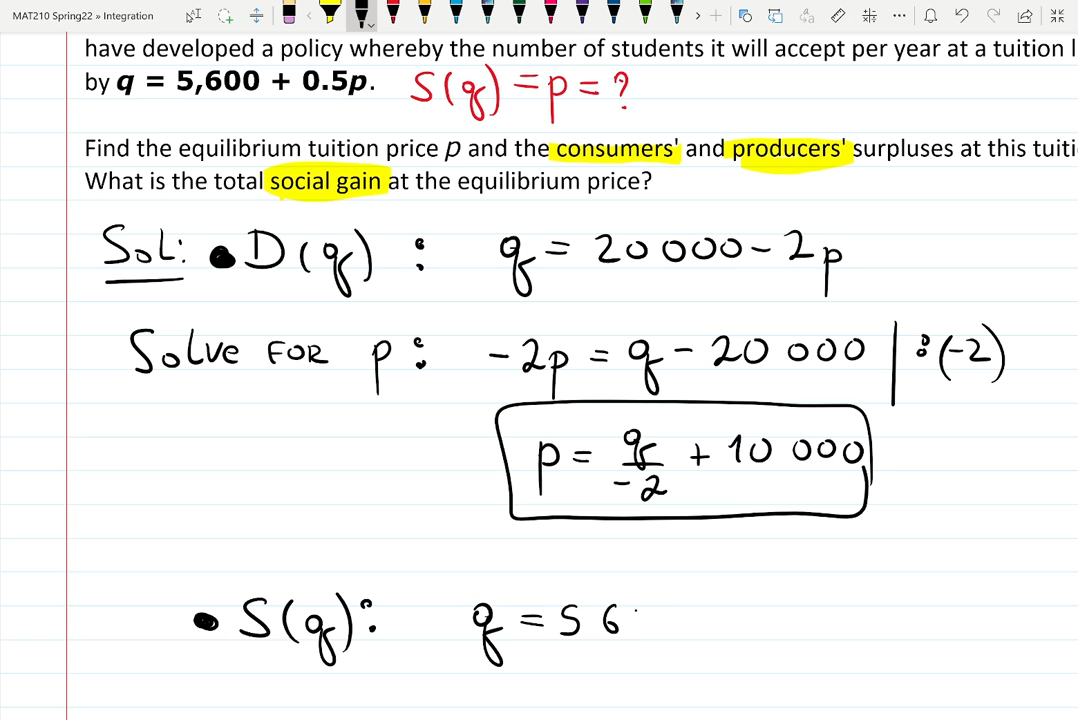 MAT210 Spring22 » Integration
have developed a policy whereby the number of students it will accept per year at a tuition l
by q = 5,600 + 0.5p. S(q) = p = ?
Find the equilibrium tuition price p and the consumers' and producers' surpluses at this tuiti
What is the total social gain at the equilibrium price?
Sol: • D(q) : q = 20 000 - 2p
Solve FOR p : -2p = q - 20 000 | : (-2)
p = q/-2 + 10 000
• S(q) : q = 5 6